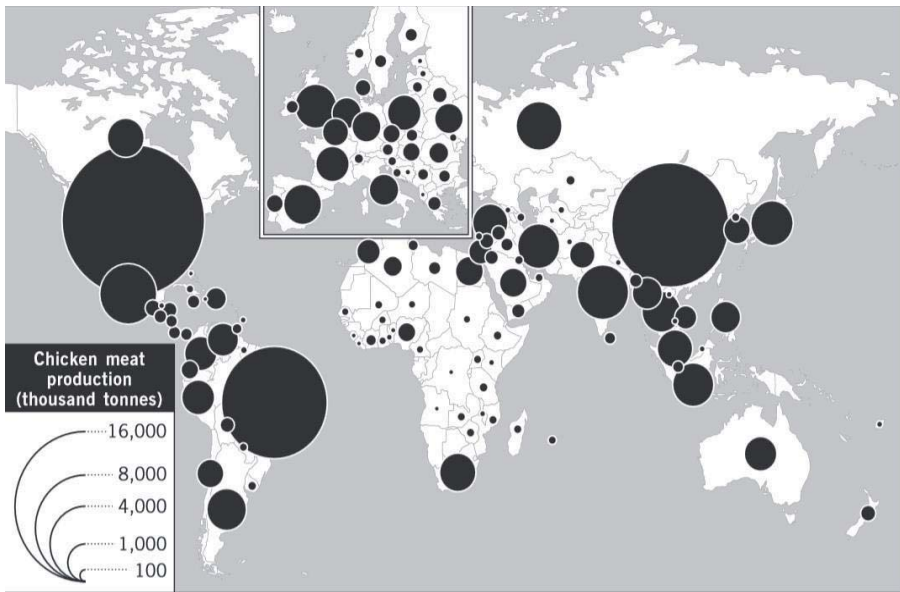 Chicken meat
production
(thousand tonnes)
16,000
8,000
4,000
1,000
100